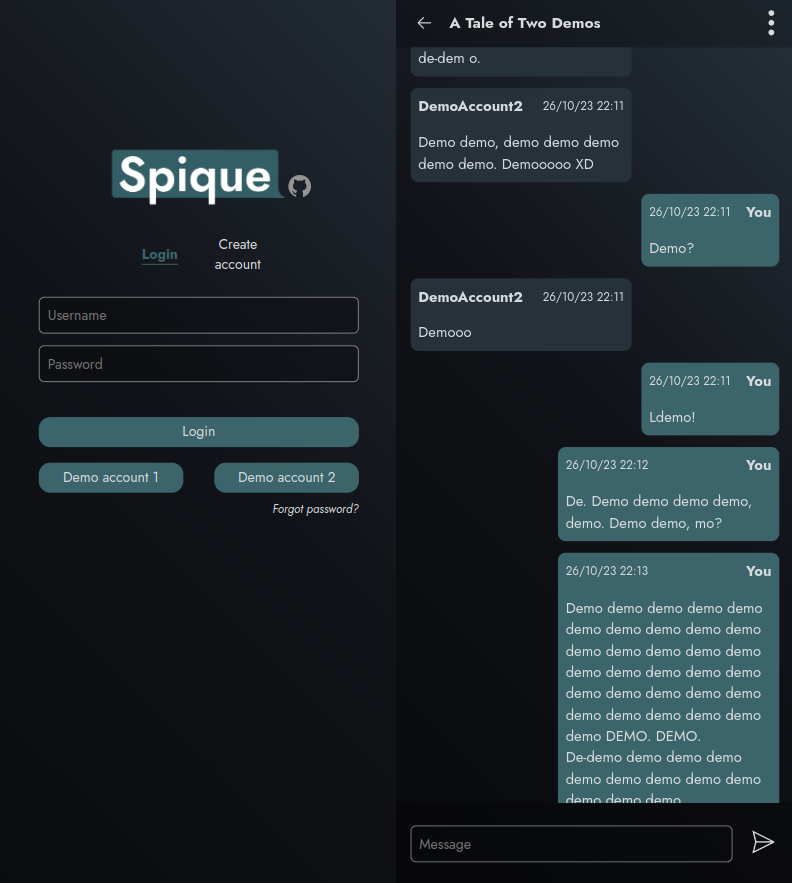 Spique
Login
Create
account
Username
Password
Login
Demo account 1
Demo account 2
Forgot password?
A Tale of Two Demos
de-dem o.
DemoAccount2 26/10/23 22:11
Demo demo, demo demo demo
demo demo. Demooooo XD
26/10/23 22:11 You
Demo?
DemoAccount2 26/10/23 22:11
Demooo
26/10/23 22:11 You
Ldemo!
26/10/23 22:12 You
De. Demo demo demo demo,
demo. Demo demo, mo?
26/10/23 22:13 You
Demo demo demo demo demo
demo demo demo demo demo
demo demo demo demo demo
demo demo demo demo demo
demo demo demo demo demo
demo demo demo demo demo
demo DEMO. DEMO.
De-demo demo demo demo
demo demo demo demo demo
demo demo demo
Message